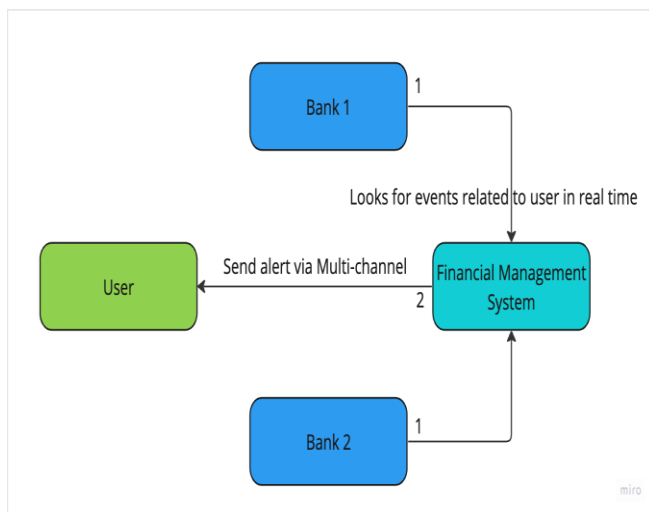 Bank 1
1
Looks for events related to user in real time
Send alert via Multi-channel
User
Financial Management
System
2
Bank 2
1
miro